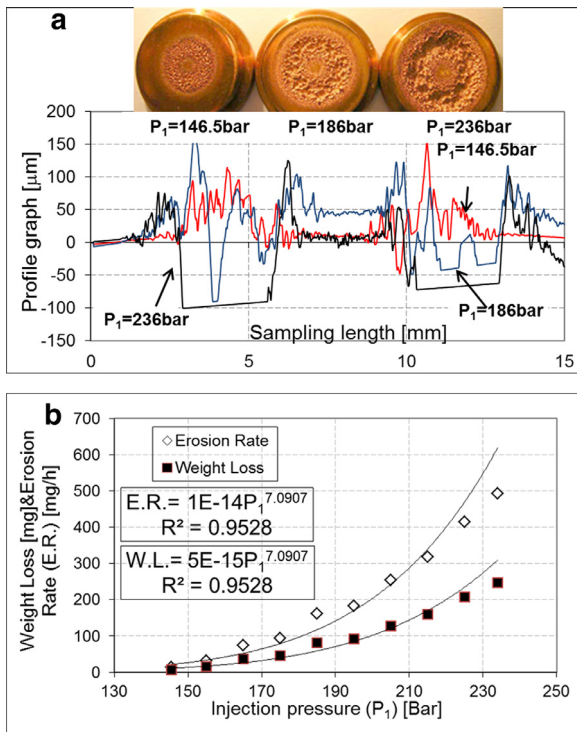 a
P₁=146.5bar P₁=186bar P₁=236bar
P₁=146.5bar
200
150
100
50
0
-50
-100
-150
Profile graph [µm]
P₁=236bar
P₁=186bar
Sampling length [mm]
0 5 10 15
b
700
600
500
400
300
200
100
0
Weight Loss [mg]&Erosion
Rate (E.R.) [mg/h]
Erosion Rate
Weight Loss
E.R.= 1E-14P₁^7.0907
R² = 0.9528
W.L.= 5E-15P₁^7.0907
R² = 0.9528
130 150 170 190 210 230 250
Injection pressure (P₁) [Bar]